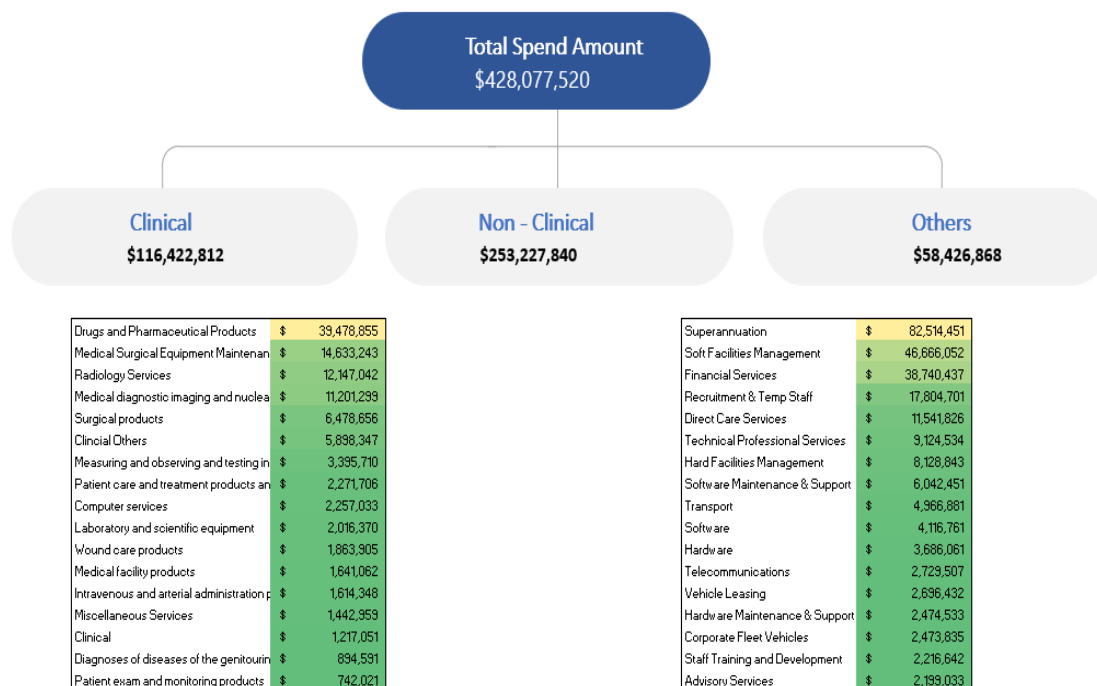 Total Spend Amount
$428,077,520
Clinical
$116,422,812
Non - Clinical
$253,227,840
Others
$58,426,868
Drugs and Pharmaceutical Products $ 39,478,855
Medical Surgical Equipment Maintenan $ 14,633,243
Radiology Services $ 12,147,042
Medical diagnostic imaging and nuclea $ 11,201,299
Surgical products $ 6,478,656
Clincial Others $ 5,898,347
Measuring and observing and testing in $ 3,395,710
Patient care and treatment products an $ 2,271,706
Computer services $ 2,257,033
Laboratory and scientific equipment $ 2,016,370
Wound care products $ 1,863,905
Medical facility products $ 1,641,062
Intravenous and arterial administration p $ 1,614,348
Miscellaneous Services $ 1,442,959
Clinical $ 1,217,051
Diagnoses of diseases of the genitourin $ 894,591
Patient exam and monitoring products $ 742,021
Superannuation $ 82,514,451
Soft Facilities Management $ 46,666,052
Financial Services $ 38,740,437
Recruitment & Temp Staff $ 17,804,701
Direct Care Services $ 11,541,826
Technical Professional Services $ 9,124,534
Hard Facilities Management $ 8,128,843
Software Maintenance & Support $ 6,042,451
Transport $ 4,966,881
Software $ 4,116,761
Hardware $ 3,686,061
Telecommunications $ 2,729,507
Vehicle Leasing $ 2,696,432
Hardware Maintenance & Support $ 2,474,533
Corporate Fleet Vehicles $ 2,473,835
Staff Training and Development $ 2,216,642
Advisory Services $ 2,199,033